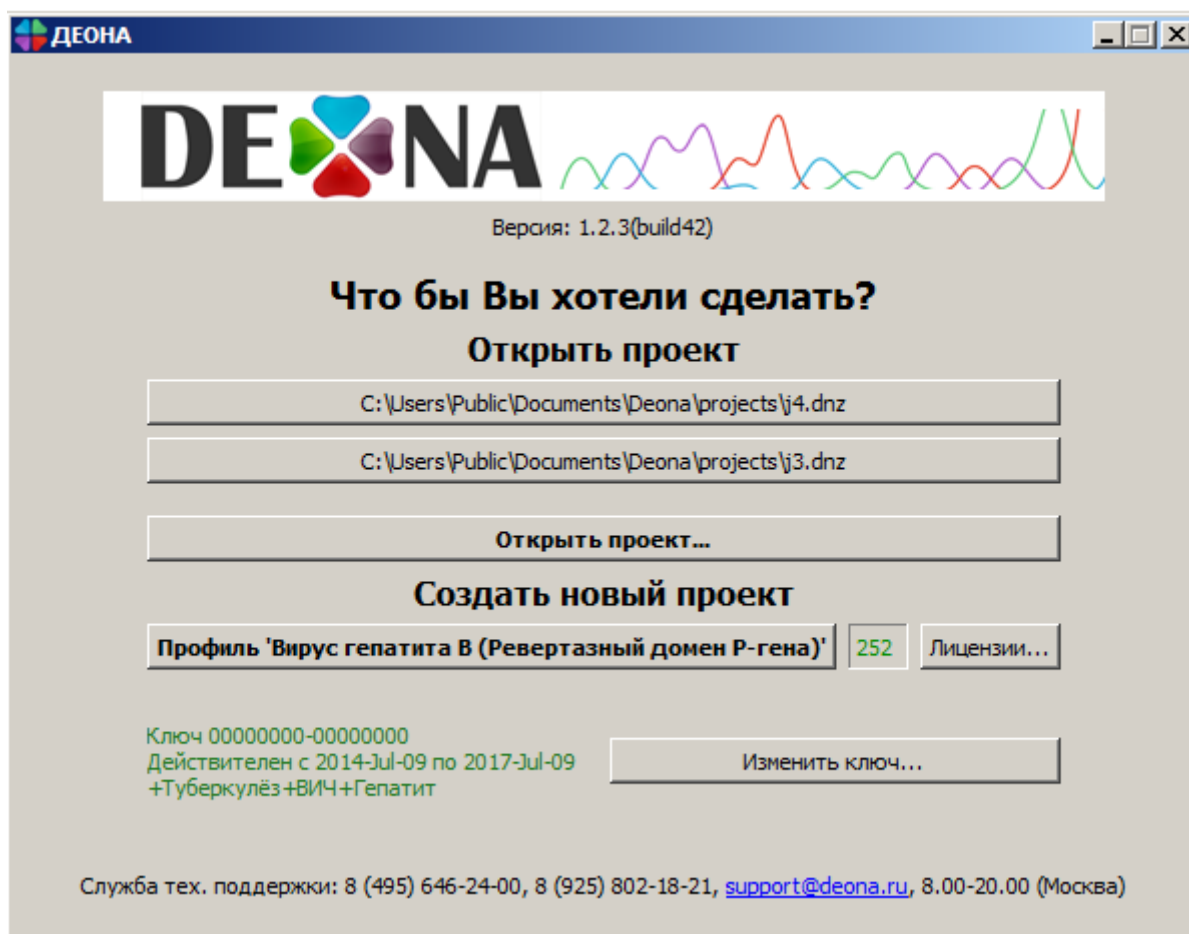 ДЕОНА
DEONA
Версия: 1.2.3(build42)
Что бы Вы хотели сделать?
Открыть проект
C:\Users\Public\Documents\Deona\projects\j4.dnz
C:\Users\Public\Documents\Deona\projects\j3.dnz
Открыть проект...
Создать новый проект
Профиль 'Вирус гепатита В (Ревертазный домен Р-гена)' 252 Лицензии...
Ключ 00000000-00000000
Действителен с 2014-Jul-09 по 2017-Jul-09
+Туберкулёз+ВИЧ+Гепатит
Изменить ключ...
Служба тех. поддержки: 8 (495) 646-24-00, 8 (925) 802-18-21, support@deona.ru, 8.00-20.00 (Москва)